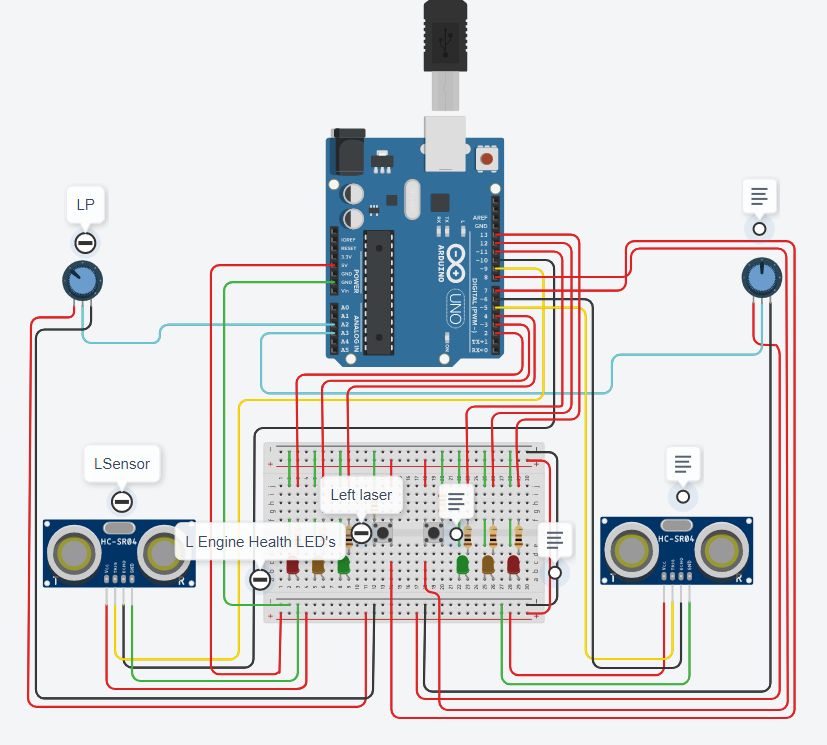 LP
IOREF
RESET
3.3V
5V
GND
GND
Vin
POWER
A0
A1
A2
A3
A4
A5
ANALOG IN
RX
TX
L
AREF
GND
13
12
~11
~10
~9
8
7
~6
~5
4
~3
2
TX→1
RX←0
DIGITAL (PWM~)
ARDUINO
UNO
ON
LSensor
Left laser
L Engine Health LED's
HC-SR04
T
R
Vcc
TRIG
ECHO
GND
HC-SR04
T
R
Vcc
TRIG
ECHO
GND